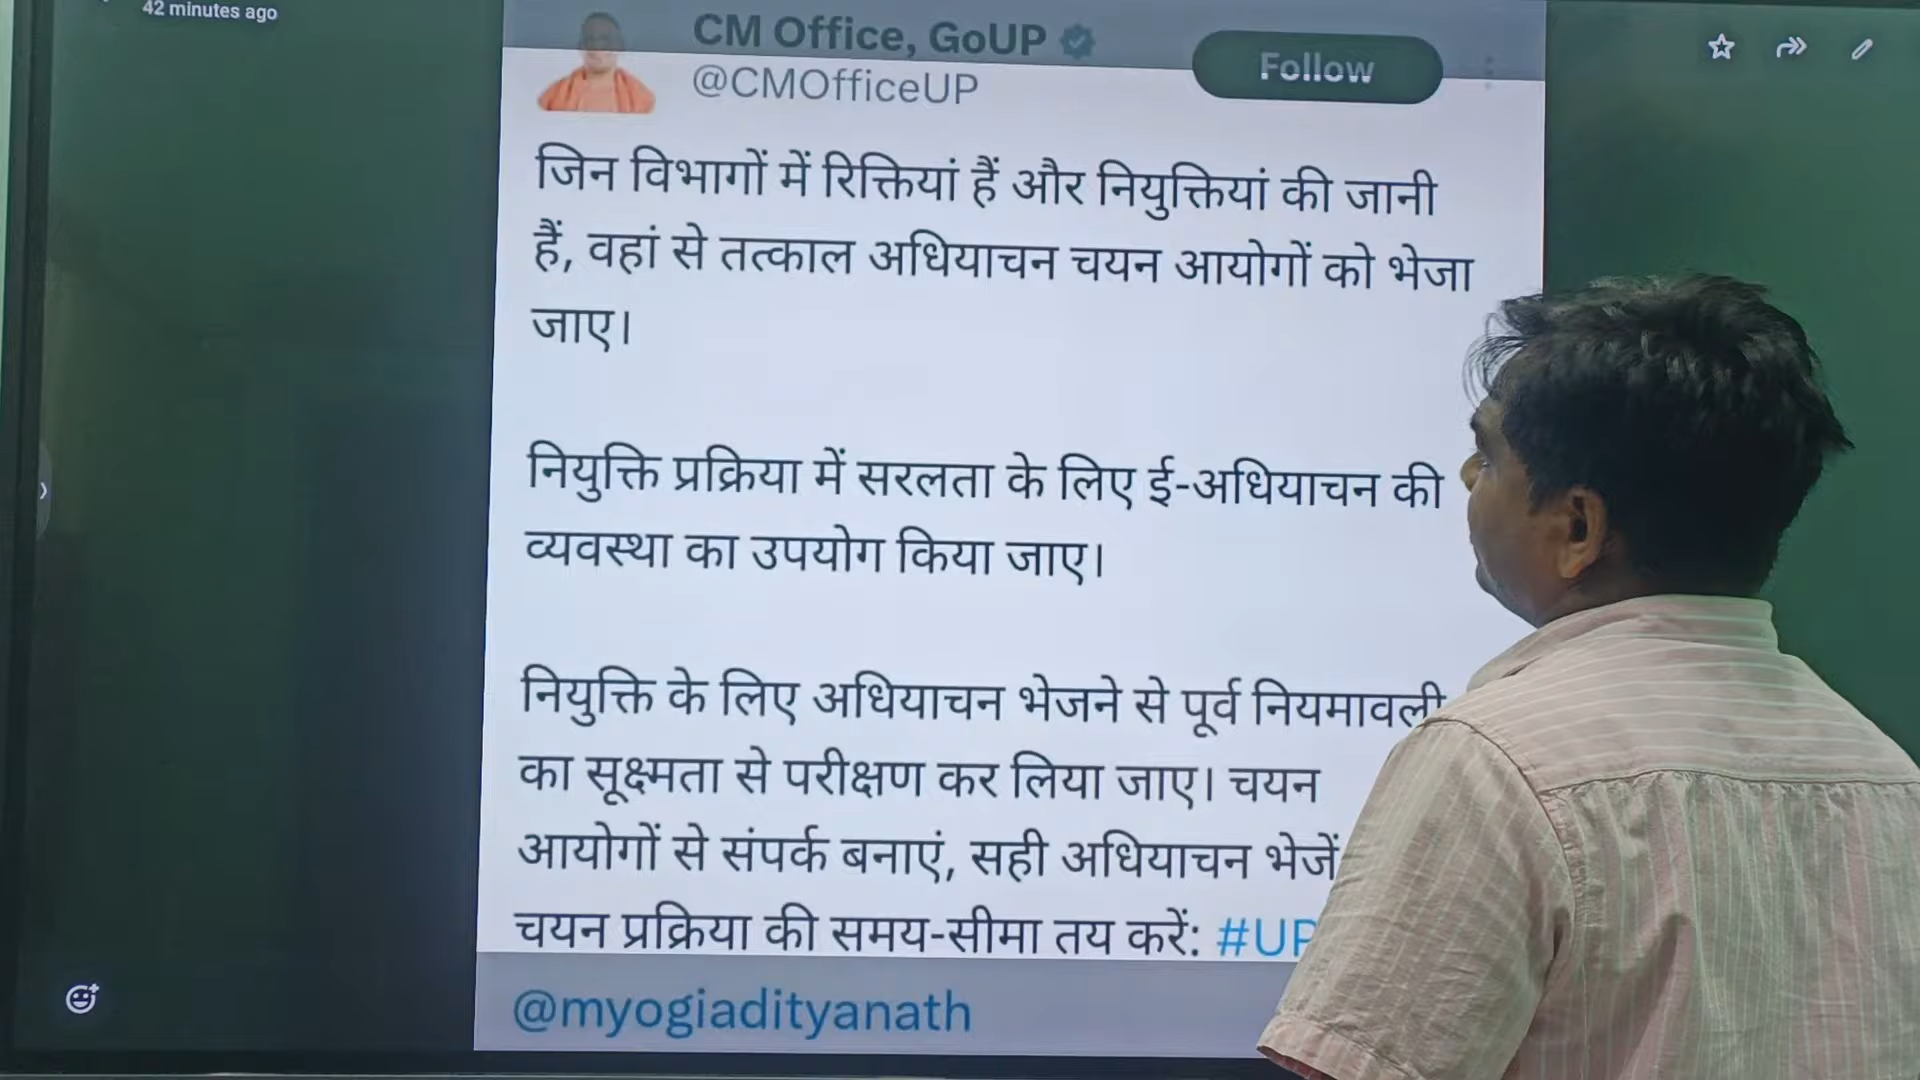 42 minutes ago
CM Office, GoUP
@CMOfficeUP
Follow
जिन विभागों में रिक्तियां हैं और नियुक्तियां की जानी
हैं, वहां से तत्काल अधियाचन चयन आयोगों को भेजा
जाए।
नियुक्ति प्रक्रिया में सरलता के लिए ई-अधियाचन की
व्यवस्था का उपयोग किया जाए।
नियुक्ति के लिए अधियाचन भेजने से पूर्व नियमावली
का सूक्ष्मता से परीक्षण कर लिया जाए। चयन
आयोगों से संपर्क बनाएं, सही अधियाचन भेजें
चयन प्रक्रिया की समय-सीमा तय करें:
@myogiadityanath